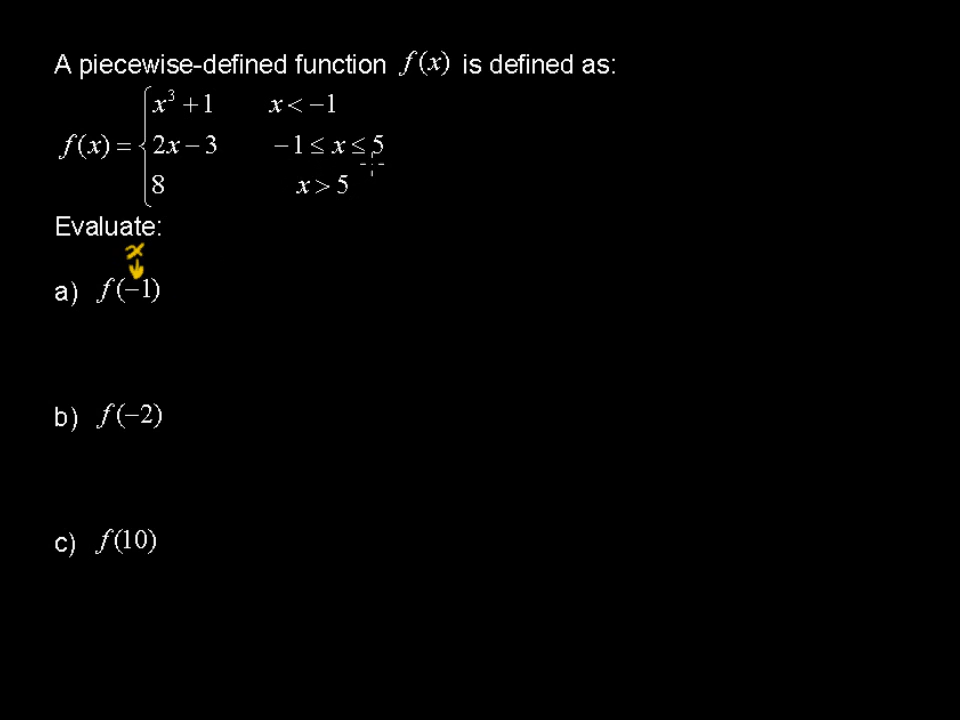 A piecewise-defined function f(x) is defined as:
x³ + 1 x < −1
f(x) = { 2x − 3 −1 ≤ x ≤ 5
8 x > 5
Evaluate:
x
a) f(−1)
b) f(−2)
c) f(10)